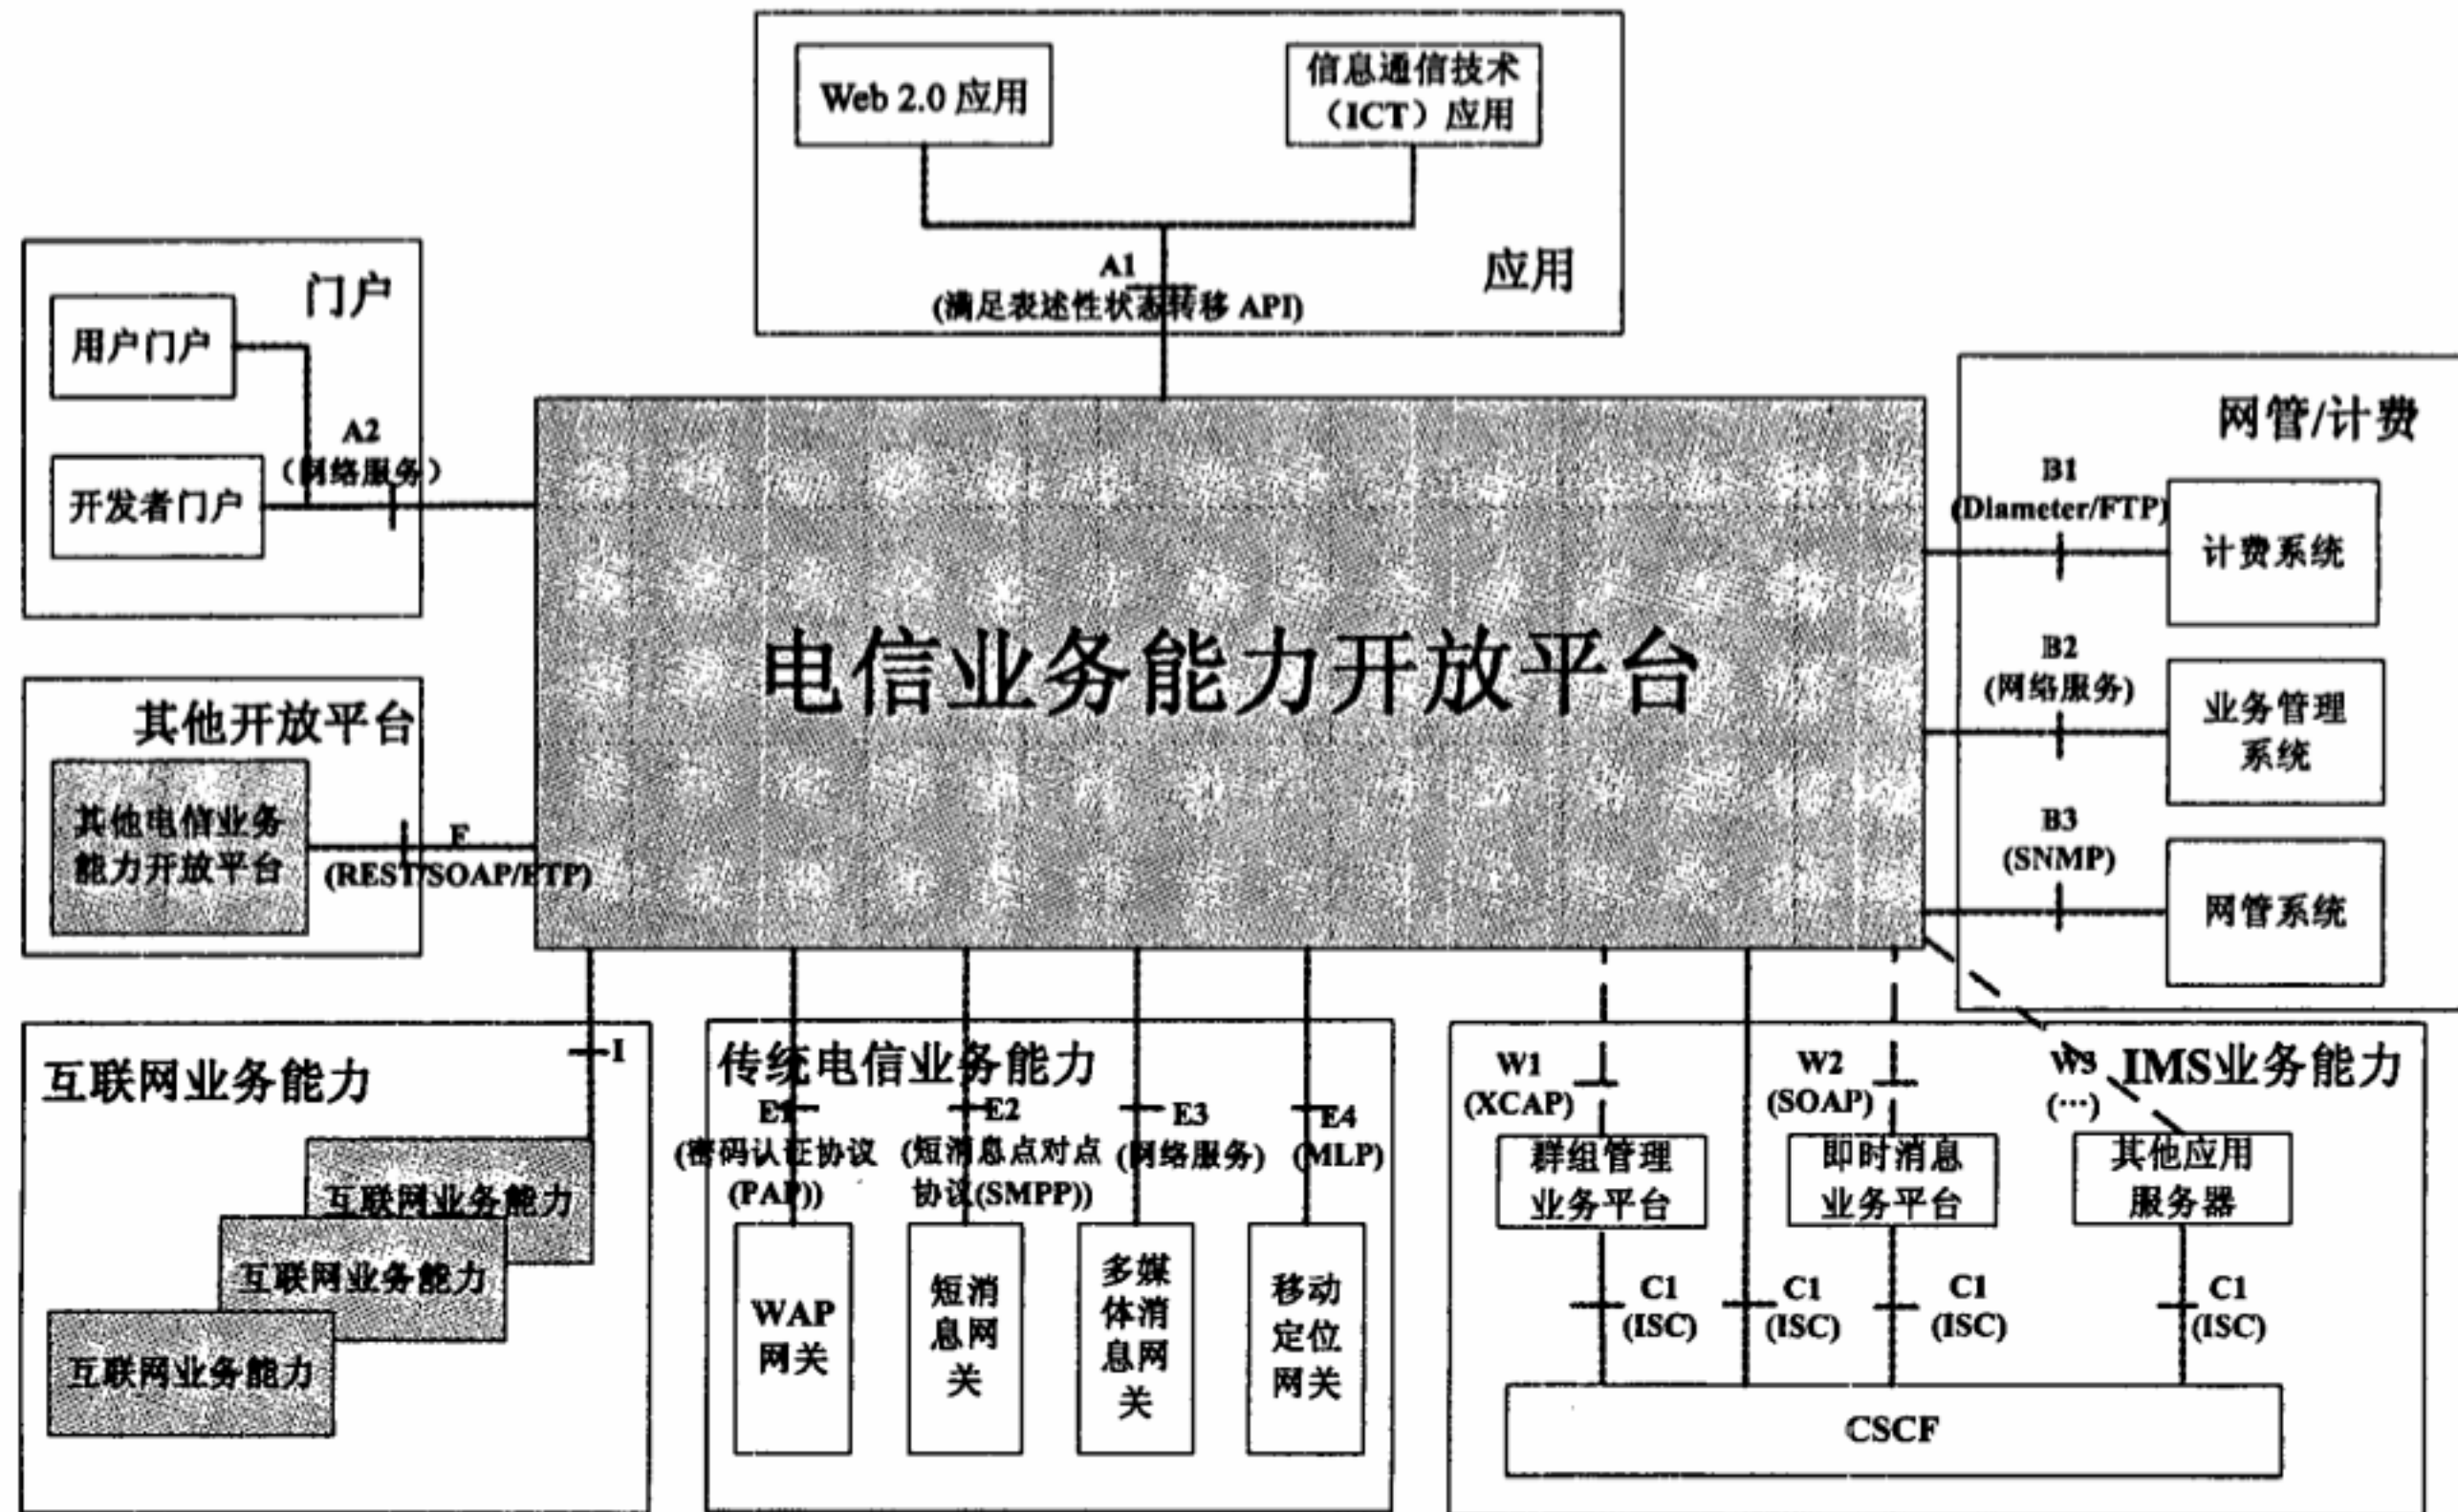 Web 2.0 应用
信息通信技术
（ICT）应用
A1
(满足表述性状态转移 API)
应用
门户
用户门户
A2
（网络服务）
开发者门户
其他开放平台
其他电信业务
能力开放平台
F
(REST/SOAP/FTP)
电信业务能力开放平台
网管/计费
B1
(Diameter/FTP)
计费系统
B2
(网络服务)
业务管理
系统
B3
(SNMP)
网管系统
互联网业务能力
I
互联网业务能力
互联网业务能力
互联网业务能力
传统电信业务能力
E1
(密码认证协议
(PAP))
E2
(短消息点对点
协议(SMPP))
E3
(网络服务)
E4
(MLP)
WAP
网关
短消
息网
关
多媒
体消
息网
关
移动
定位
网关
IMS业务能力
W1
(XCAP)
W2
(SOAP)
W3
(…)
群组管理
业务平台
即时消息
业务平台
其他应用
服务器
C1
(ISC)
C1
(ISC)
C1
(ISC)
C1
(ISC)
CSCF